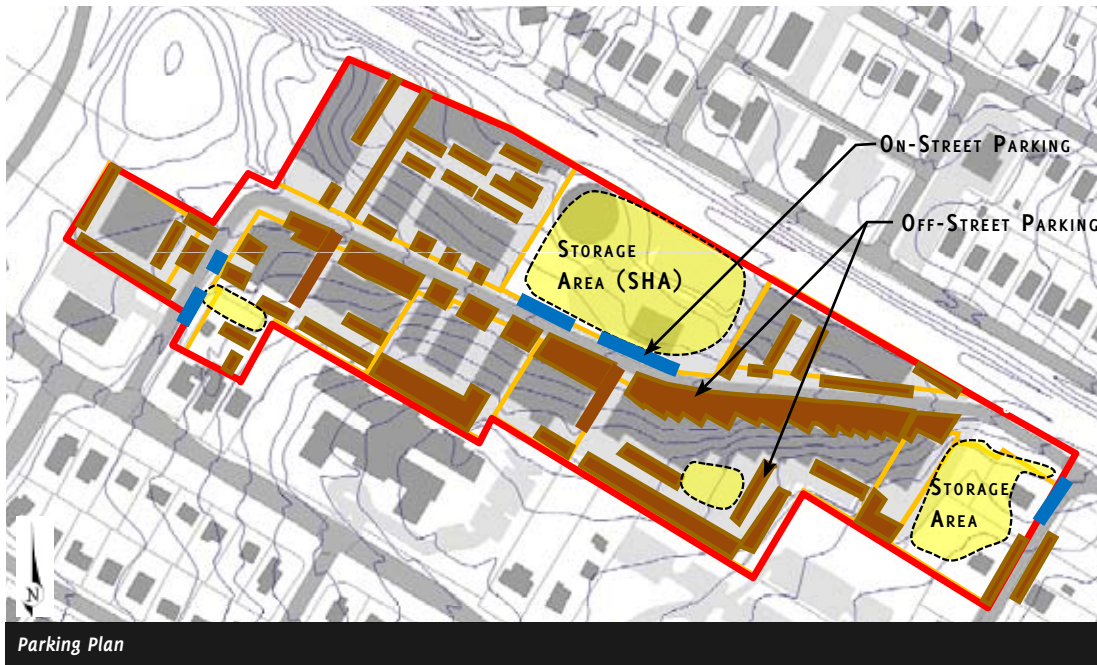 On-Street Parking
Off-Street Parking
Storage
Area (SHA)
Storage
Area
N
Parking Plan